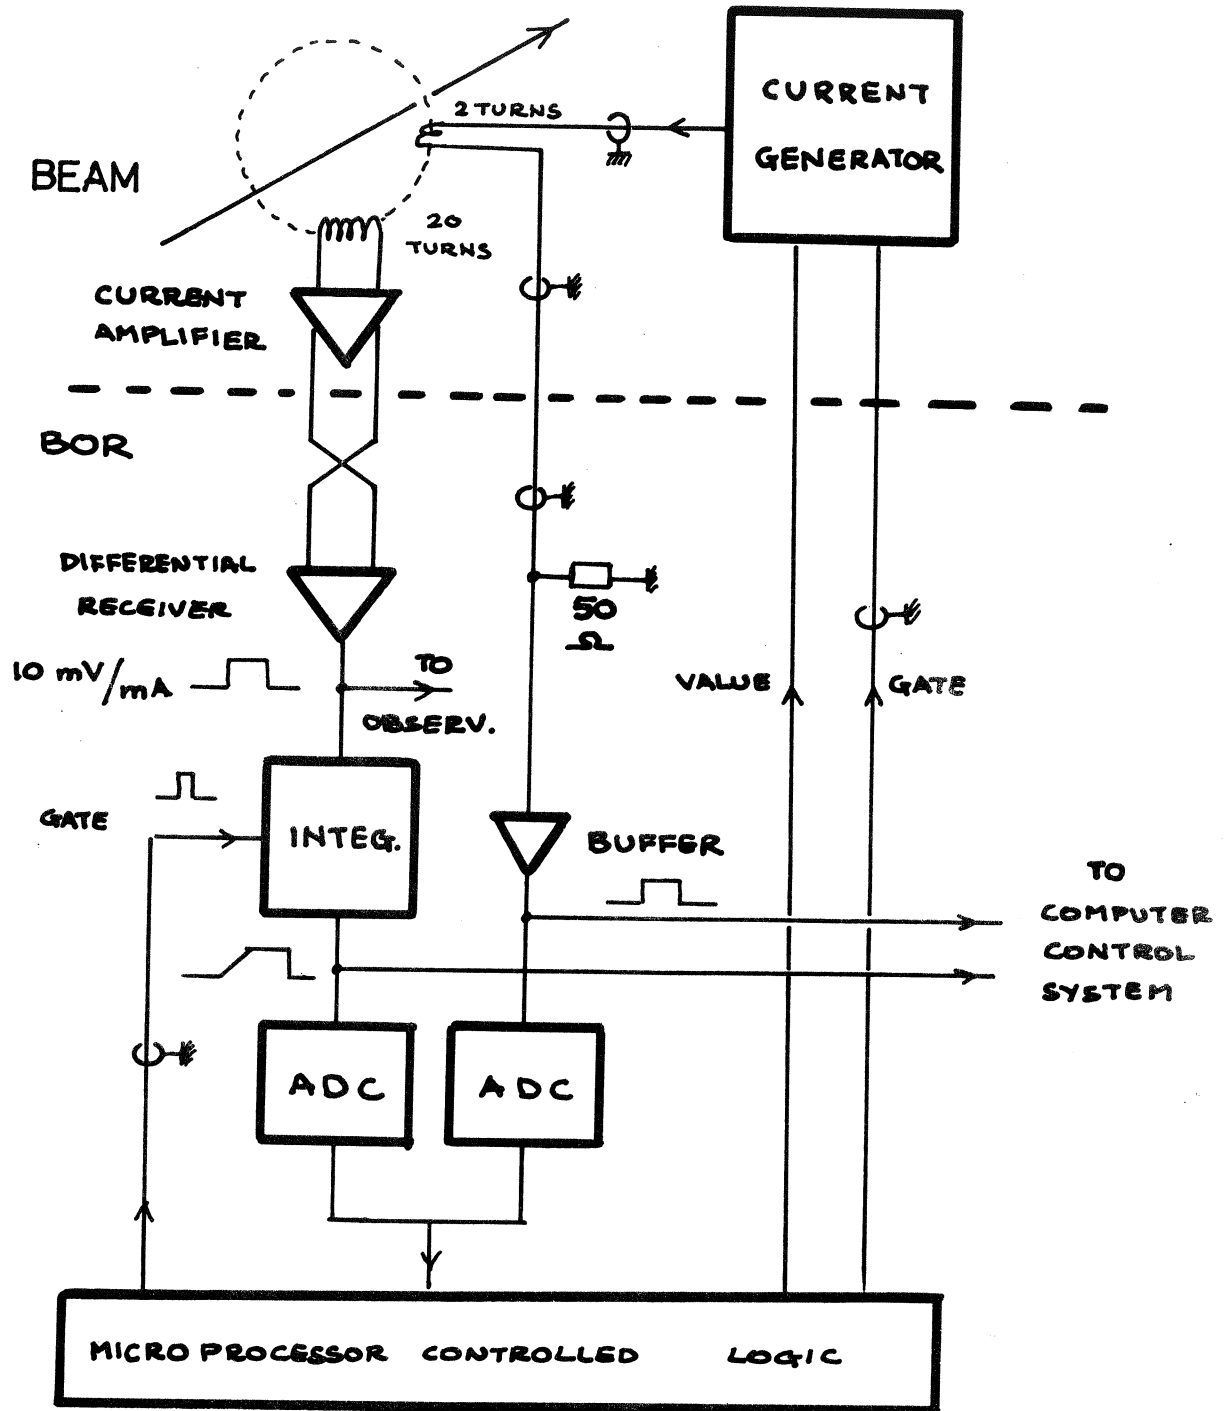 CURRENT
GENERATOR
2 TURNS
BEAM
20
TURNS
CURRENT
AMPLIFIER
BOR
DIFFERENTIAL
RECEIVER
50
Ω
10 mV/mA
TO
OBSERV.
VALUE
GATE
GATE
INTEG.
BUFFER
TO
COMPUTER
CONTROL
SYSTEM
ADC
ADC
MICRO PROCESSOR CONTROLLED LOGIC